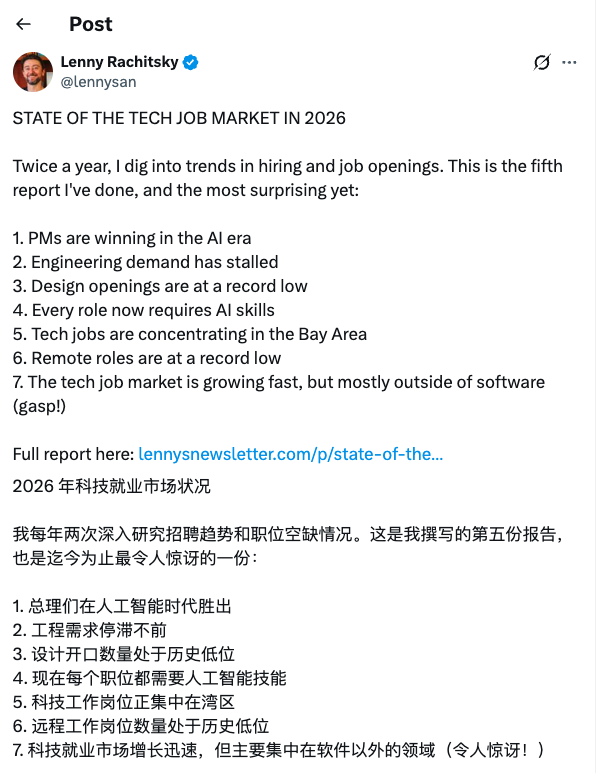 Post
Lenny Rachitsky
@lennysan
STATE OF THE TECH JOB MARKET IN 2026
Twice a year, I dig into trends in hiring and job openings. This is the fifth
report I've done, and the most surprising yet:
1. PMs are winning in the AI era
2. Engineering demand has stalled
3. Design openings are at a record low
4. Every role now requires AI skills
5. Tech jobs are concentrating in the Bay Area
6. Remote roles are at a record low
7. The tech job market is growing fast, but mostly outside of software
(gasp!)
Full report here: lennysnewsletter.com/p/state-of-the...
2026 年科技就业市场状况
我每年两次深入研究招聘趋势和职位空缺情况。这是我撰写的第五份报告，
也是迄今为止最令人惊讶的一份：
1. 总理们在人工智能时代胜出
2. 工程需求停滞不前
3. 设计开口数量处于历史低位
4. 现在每个职位都需要人工智能技能
5. 科技工作岗位正集中在湾区
6. 远程工作岗位数量处于历史低位
7. 科技就业市场增长迅速，但主要集中在软件以外的领域（令人惊讶！）